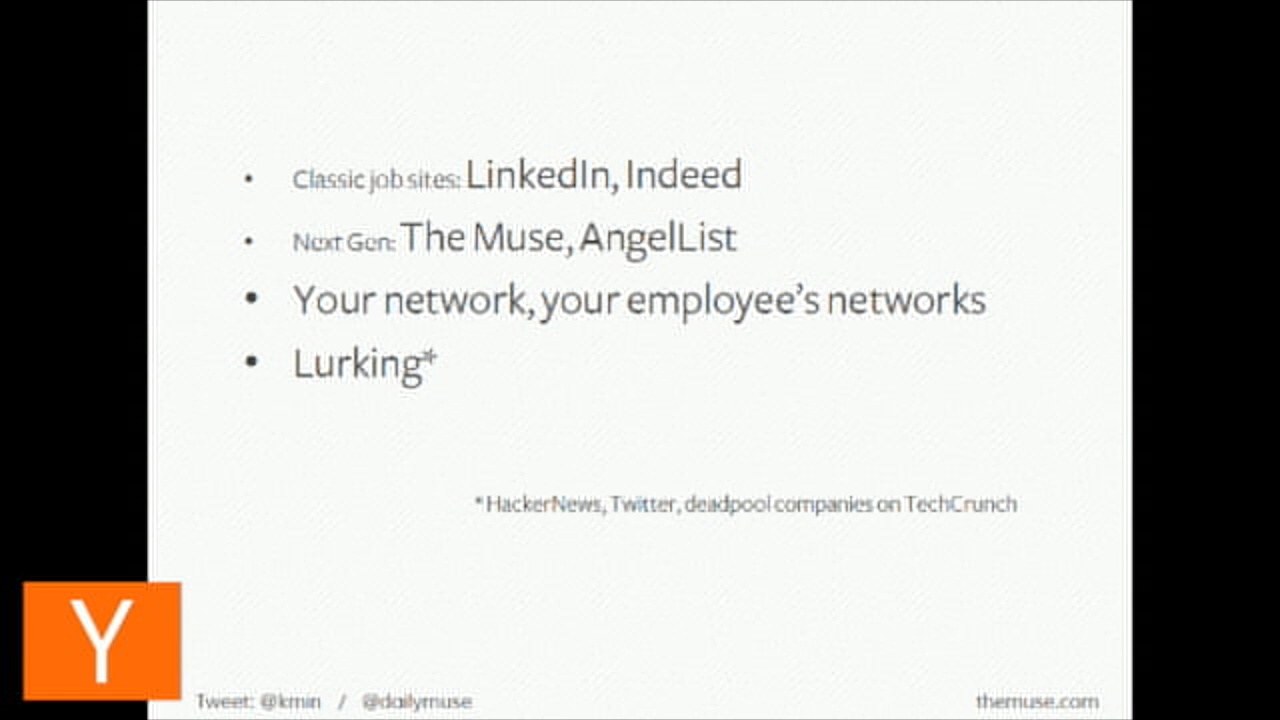 • Classic job sites: LinkedIn, Indeed
• Next Gen: The Muse, AngelList
• Your network, your employee’s networks
• Lurking*
*HackerNews, Twitter, deadpool companies on TechCrunch
Y
Tweet: @kmin / @dailymuse
themuse.com